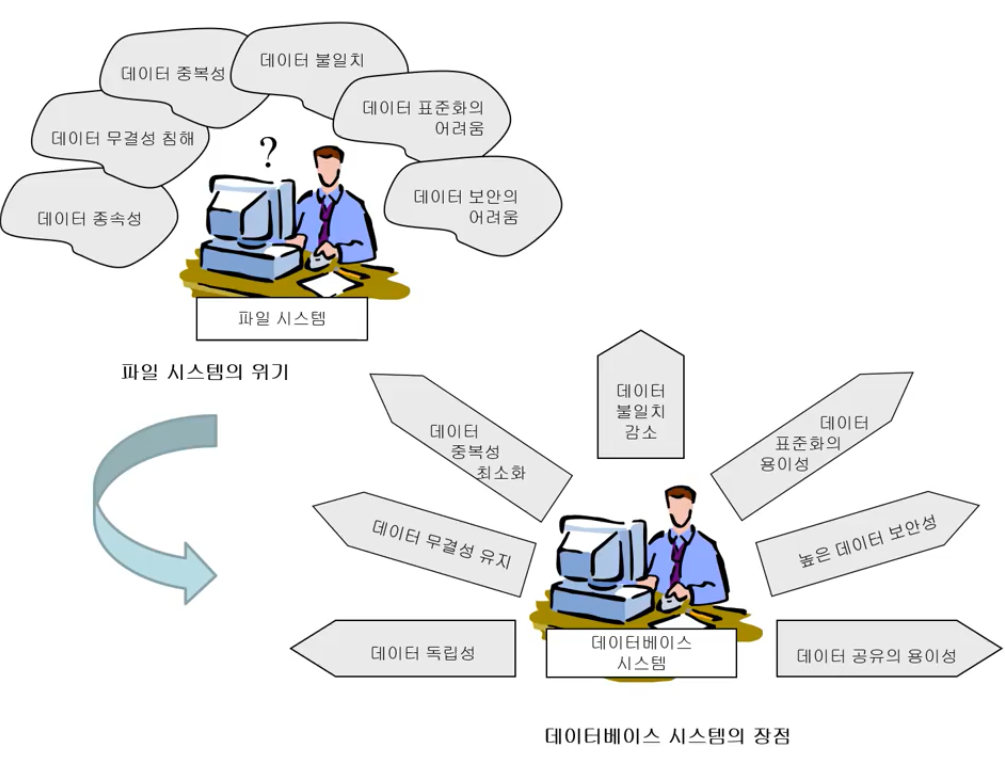 데이터 중복성
데이터 불일치
데이터 표준화의
어려움
데이터 무결성 침해
?
데이터 보안의
어려움
데이터 종속성
파일 시스템
파일 시스템의 위기
데이터
불일치
감소
데이터
중복성
최소화
데이터
표준화의
용이성
데이터 무결성 유지
높은 데이터 보안성
데이터 독립성
데이터베이스
시스템
데이터 공유의 용이성
데이터베이스 시스템의 장점